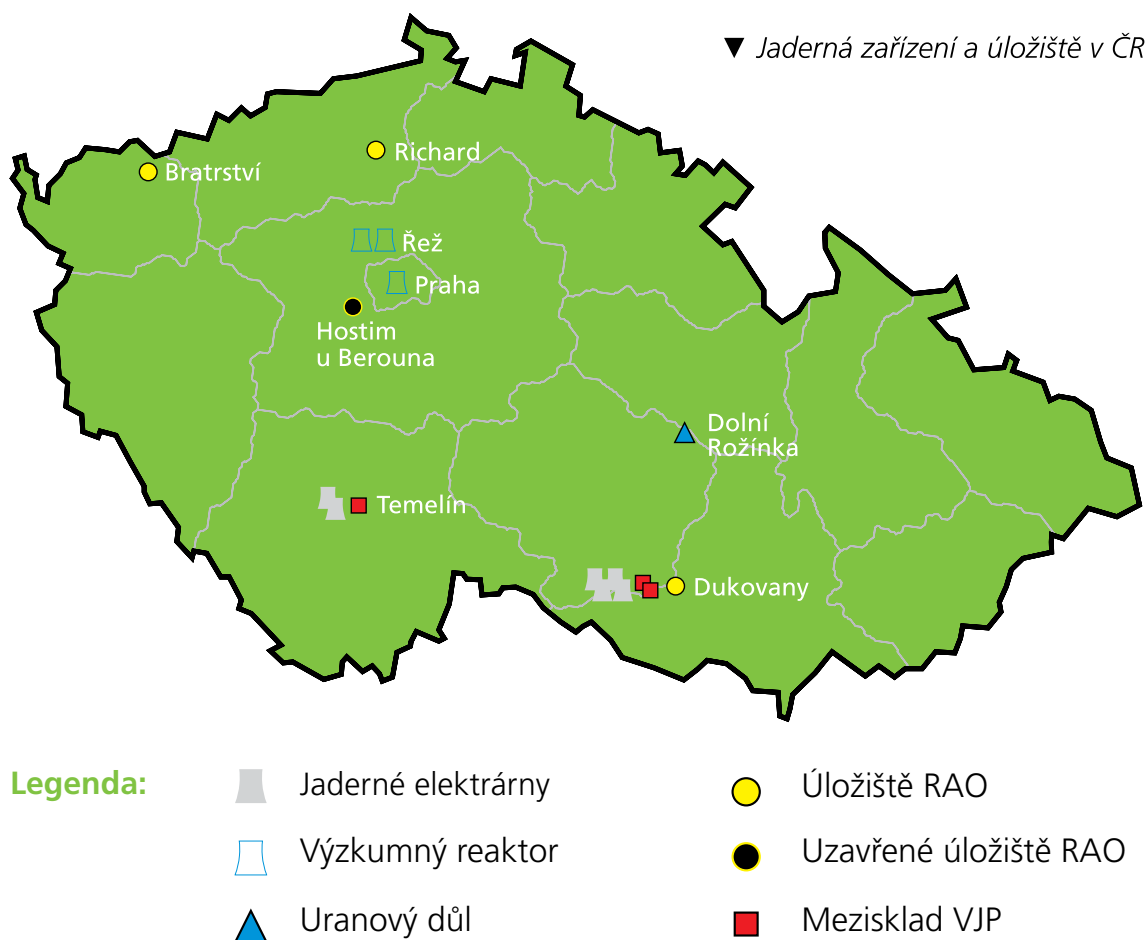 ▼ Jaderná zařízení a úložiště v ČR
Richard
Bratrství
Řež
Praha
Hostim
u Berouna
Dolní
Rožínka
Temelín
Dukovany
Legenda:
Jaderné elektrárny
Úložiště RAO
Výzkumný reaktor
Uzavřené úložiště RAO
Uranový důl
Mezisklad VJP